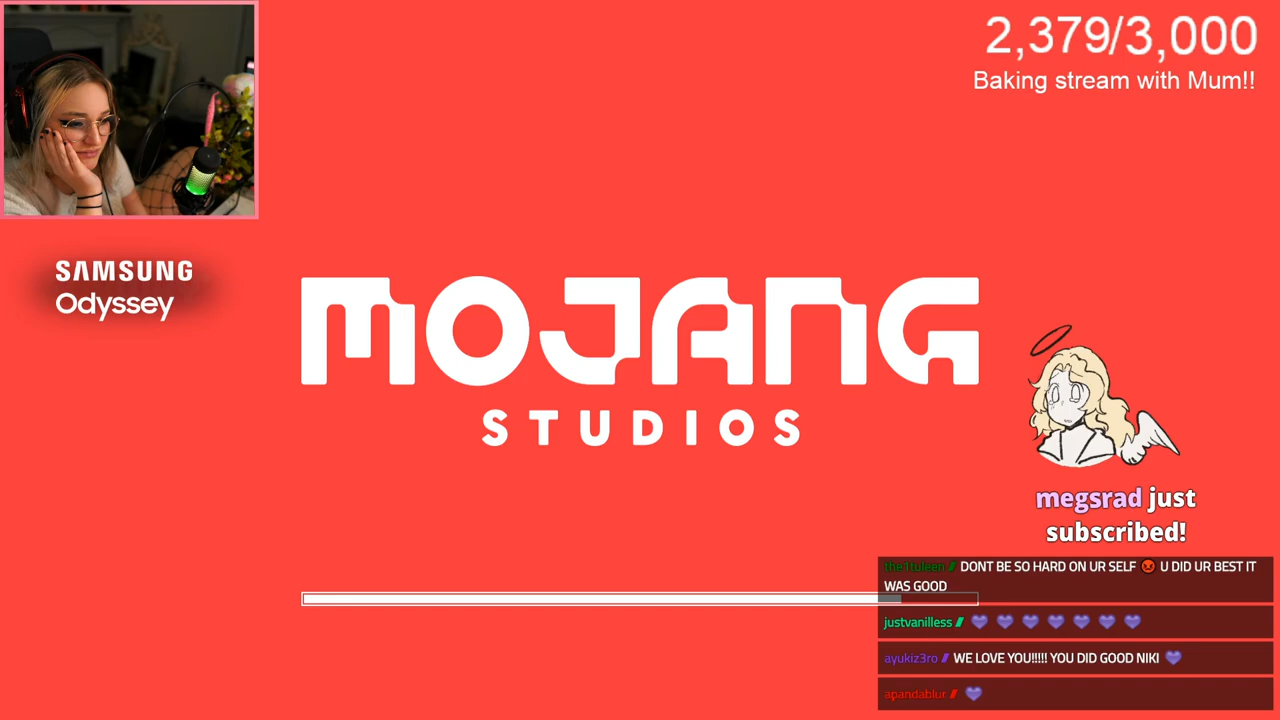 2,379/3,000
Baking stream with Mum!!
SAMSUNG
Odyssey
MOJANG
STUDIOS
megsrad just
subscribed!
DONT BE SO HARD ON UR SELF 😡 U DID UR BEST IT
WAS GOOD
justvanilless // 💜 💜 💜 💜 💜 💜 💜
ayukiz3ro // WE LOVE YOU!!!!! YOU DID GOOD NIKI 💜
apandablur // 💜